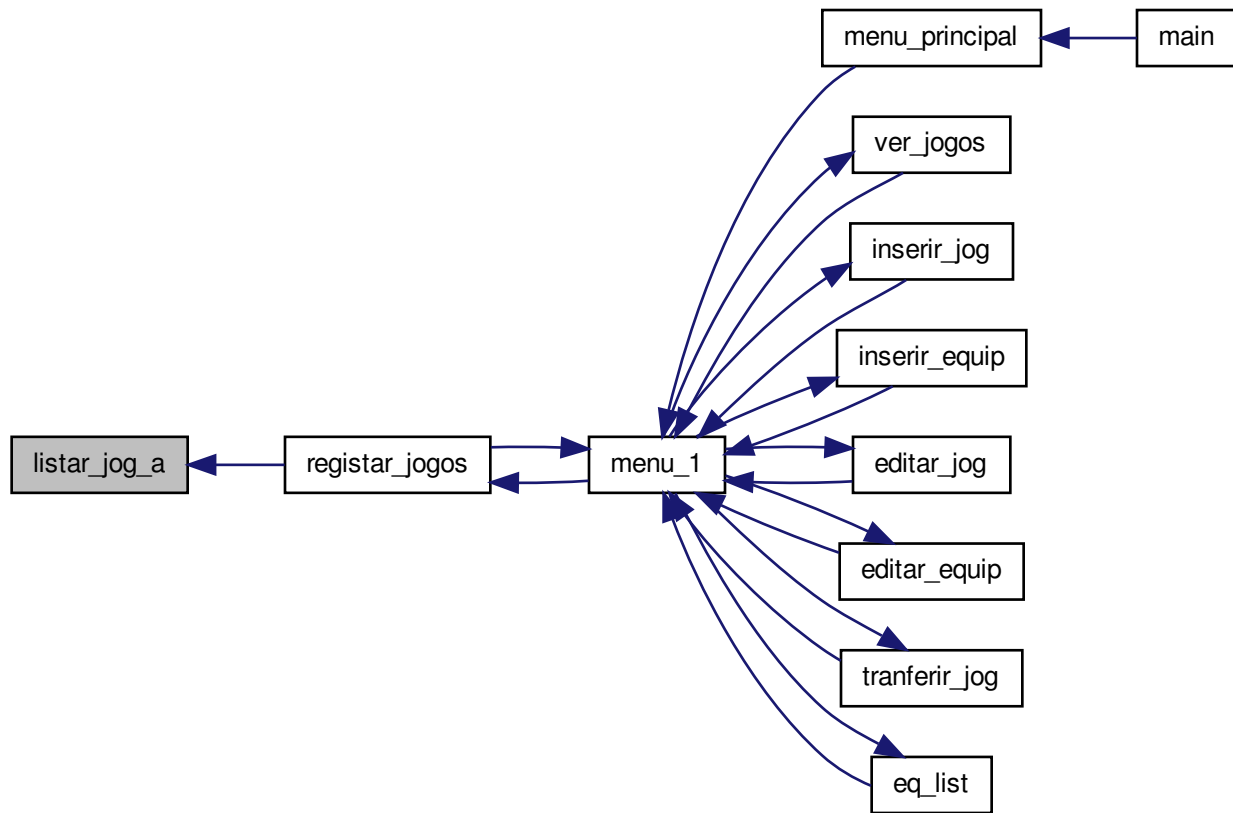 menu_principal
main
ver_jogos
inserir_jog
inserir_equip
listar_jog_a
registar_jogos
menu_1
editar_jog
editar_equip
tranferir_jog
eq_list